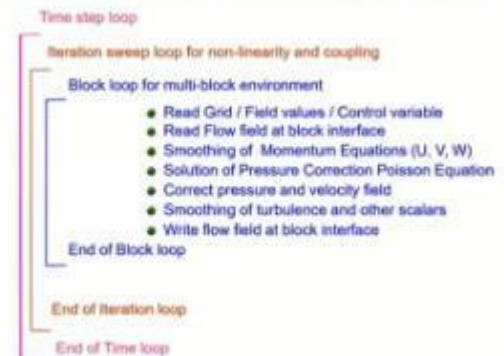 Time step loop
Iteration sweep loop for non-linearity and coupling
Block loop for multi-block environment
Read Grid / Field values / Control variable
Read Flow field at block interface
Smoothing of Momentum Equations (U, V, W)
Solution of Pressure Correction Poisson Equation
Correct pressure and velocity field
Smoothing of turbulence and other scalars
Write flow field at block interface
End of Block loop
End of Iteration loop
End of Time loop